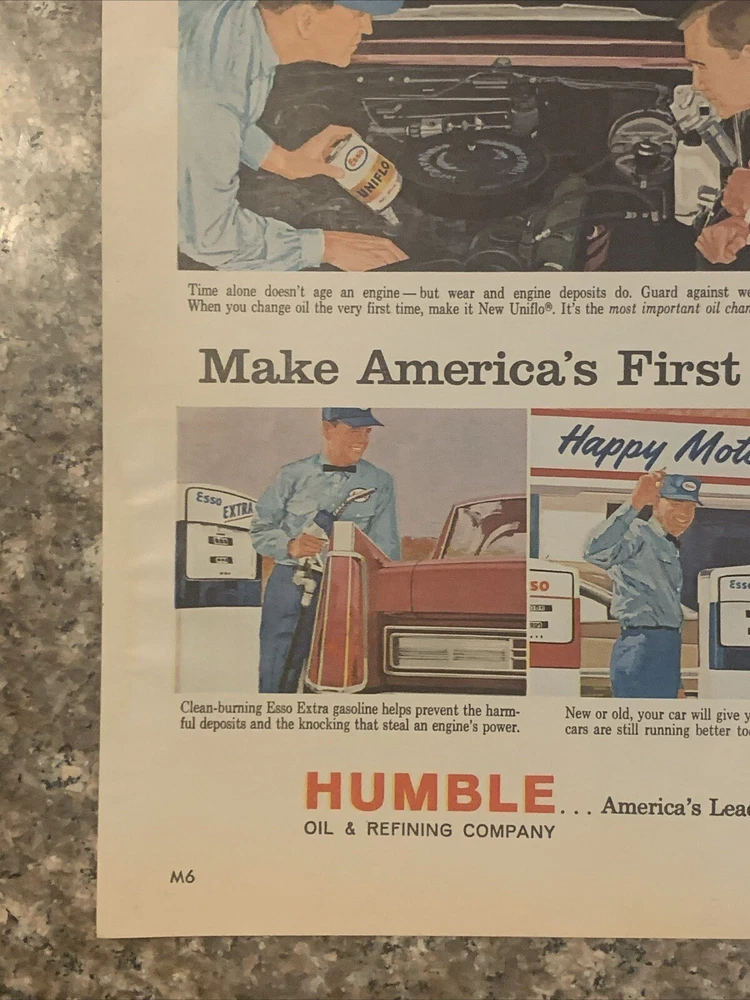 Esso
UNIFLO
Time alone doesn't age an engine — but wear and engine deposits do. Guard against
When you change oil the very first time, make it New Uniflo®. It's the most important oil
Make America's First
Esso EXTRA
Happy
Esso
Clean-burning Esso Extra gasoline helps prevent the harm-
ful deposits and the knocking that steal an engine's power.
New or old, your car will give
cars are still running better
HUMBLE... America's
OIL & REFINING COMPANY
M6